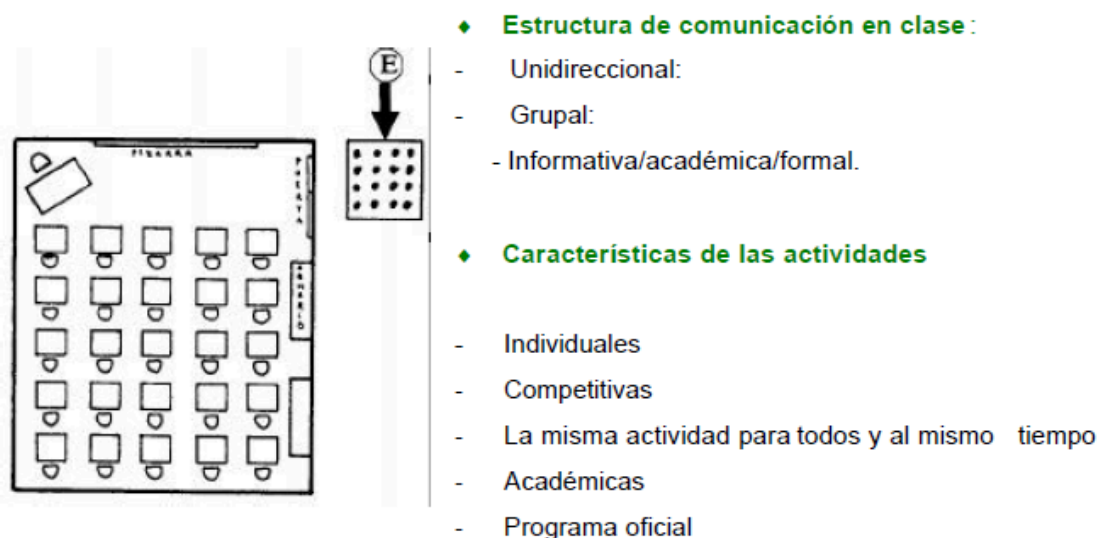 ♦ Estructura de comunicación en clase:
- Unidireccional:
- Grupal:
- Informativa/académica/formal.
♦ Características de las actividades
- Individuales
- Competitivas
- La misma actividad para todos y al mismo tiempo
- Académicas
- Programa oficial
E
PIZARRA
PUERTA
ARMARIO